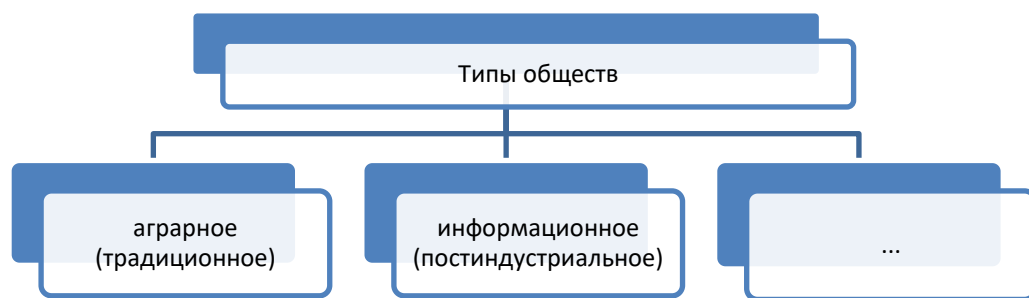 Типы обществ
аграрное
(традиционное)
информационное
(постиндустриальное)
...